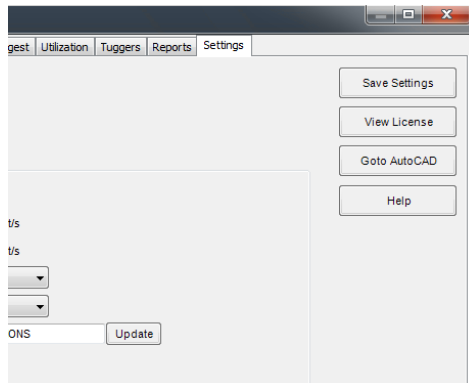 gest Utilization Tuggers Reports Settings
Save Settings
View License
Goto AutoCAD
Help
t/s
t/s
ONS Update